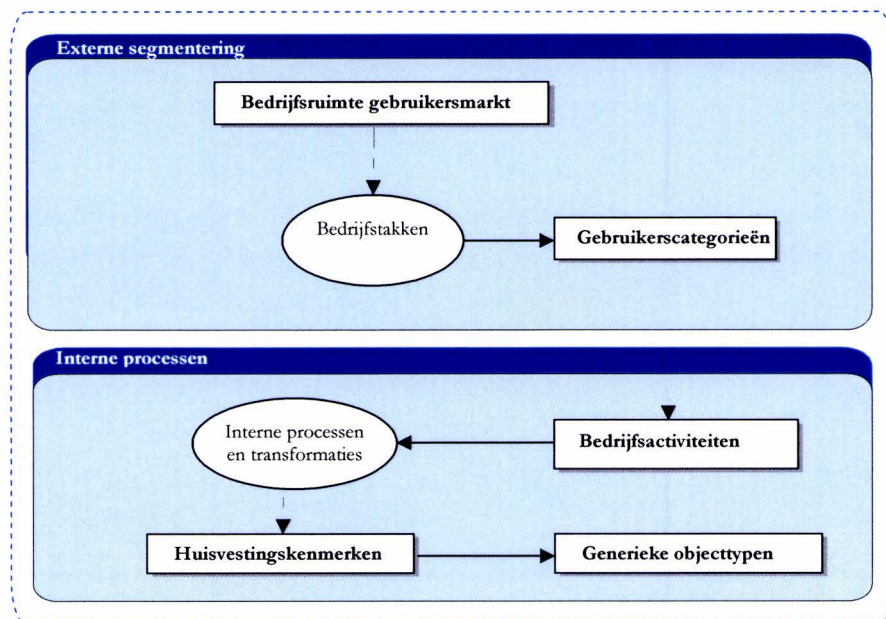 Externe segmentering
Bedrijfsruimte gebruikersmarkt
Bedrijfstakken
Gebruikerscategorieën
Interne processen
Interne processen
en transformaties
Bedrijfsactiviteiten
Huisvestingskenmerken
Generieke objecttypen